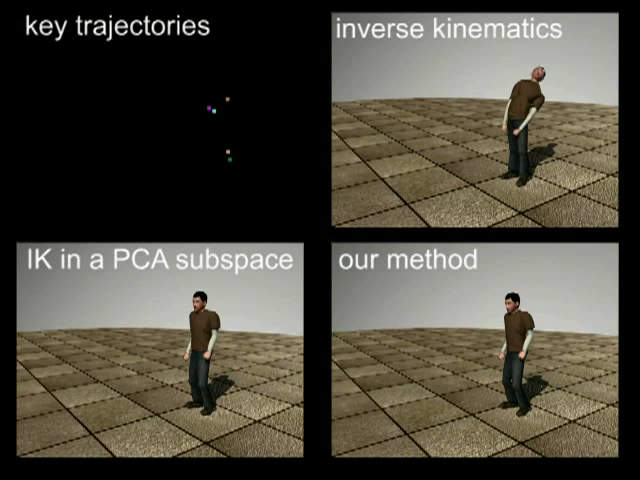 key trajectories
inverse kinematics
IK in a PCA subspace
our method